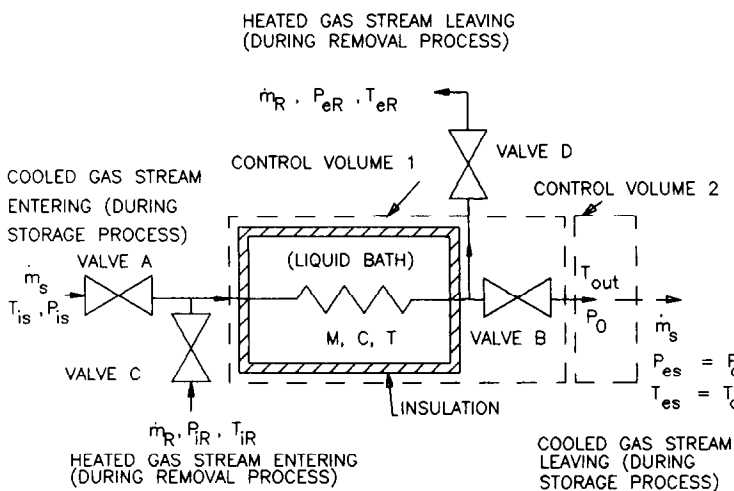 HEATED GAS STREAM LEAVING
(DURING REMOVAL PROCESS)
ṁR , PeR , TeR
VALVE D
CONTROL VOLUME 1
CONTROL VOLUME 2
COOLED GAS STREAM
ENTERING (DURING
STORAGE PROCESS)
VALVE A
ṁs
Tis , Pis
(LIQUID BATH)
M, C, T
VALVE B
Tout
P0
ṁs
Pes =
Tes =
VALVE C
INSULATION
ṁR, PiR, TiR
HEATED GAS STREAM ENTERING
(DURING REMOVAL PROCESS)
COOLED GAS STREAM
LEAVING (DURING
STORAGE PROCESS)